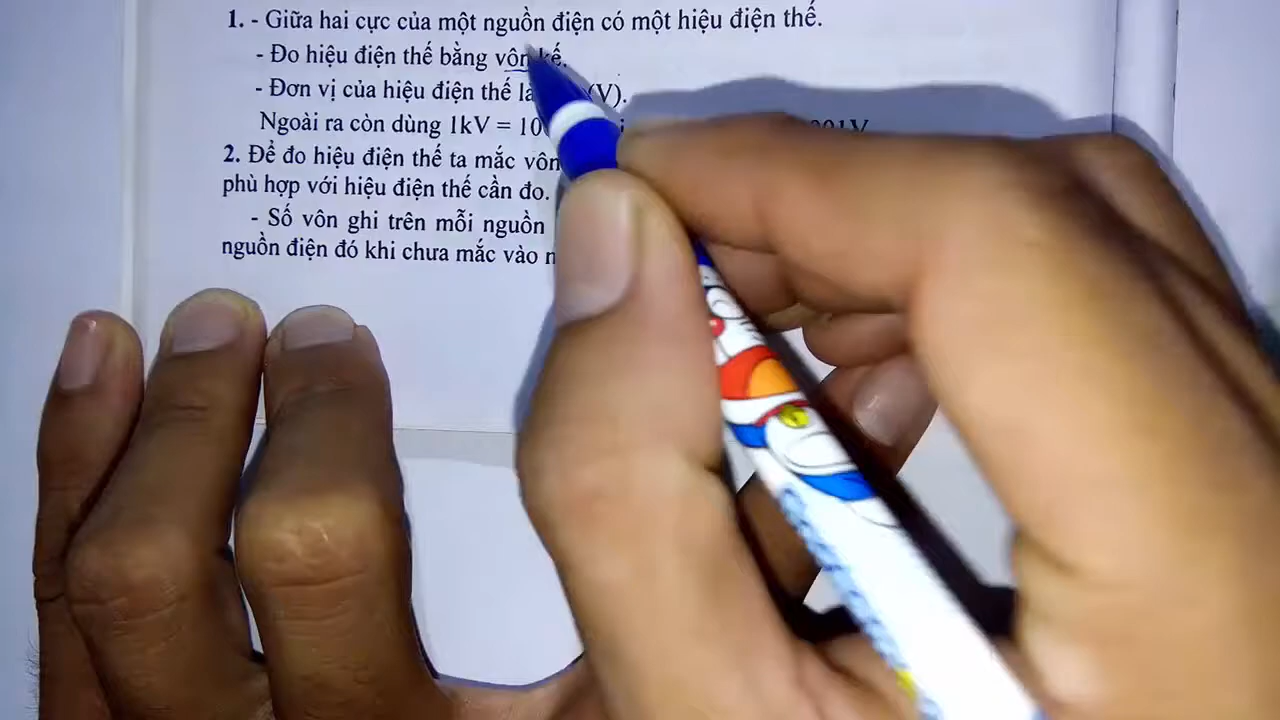 1. - Giữa hai cực của một nguồn điện có một hiệu điện thế.
- Đo hiệu điện thế bằng vôn kế.
- Đơn vị của hiệu điện thế là (V).
Ngoài ra còn dùng 1kV = 10 001V
2. Để đo hiệu điện thế ta mắc vôn
phù hợp với hiệu điện thế cần đo.
- Số vôn ghi trên mỗi nguồn
nguồn điện đó khi chưa mắc vào